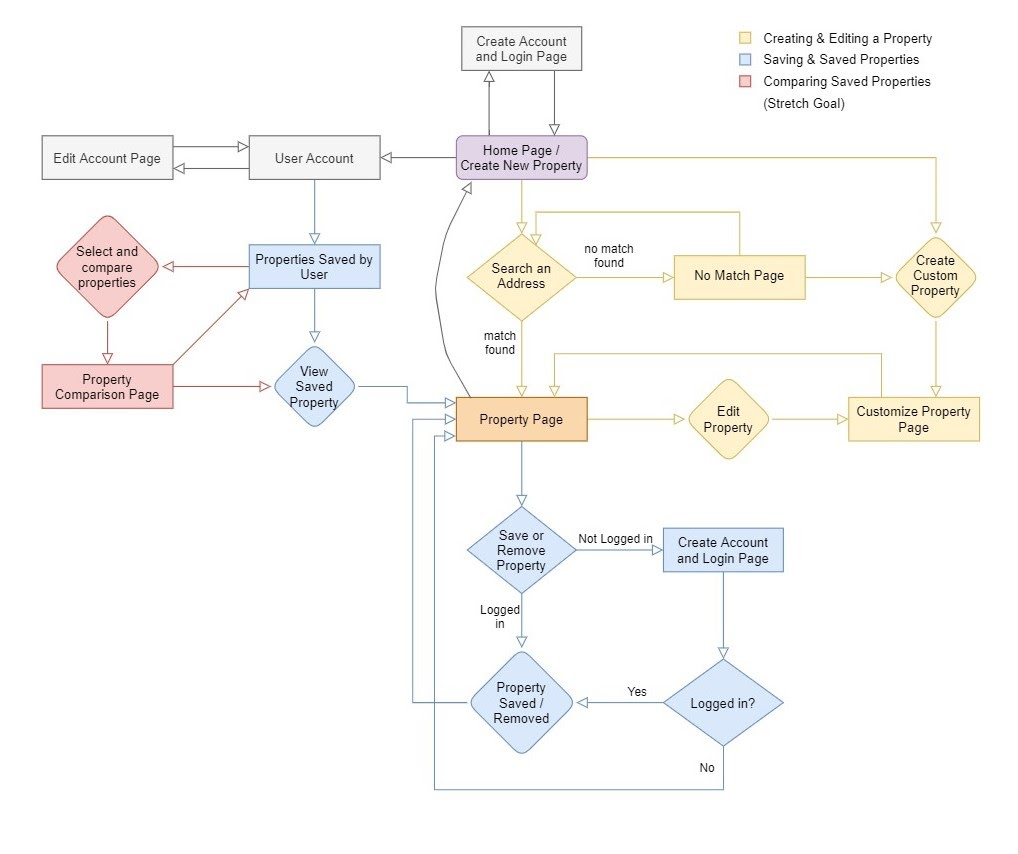 Create Account
and Login Page
Creating & Editing a Property
Saving & Saved Properties
Comparing Saved Properties
(Stretch Goal)
Edit Account Page
User Account
Home Page /
Create New Property
Select and
compare
properties
Properties Saved by
User
Search an
Address
no match
found
No Match Page
Create
Custom
Property
match
found
Property
Comparison Page
View
Saved
Property
Property Page
Edit
Property
Customize Property
Page
Save or
Remove
Property
Not Logged in
Create Account
and Login Page
Logged
in
Property
Saved /
Removed
Yes
Logged in?
No